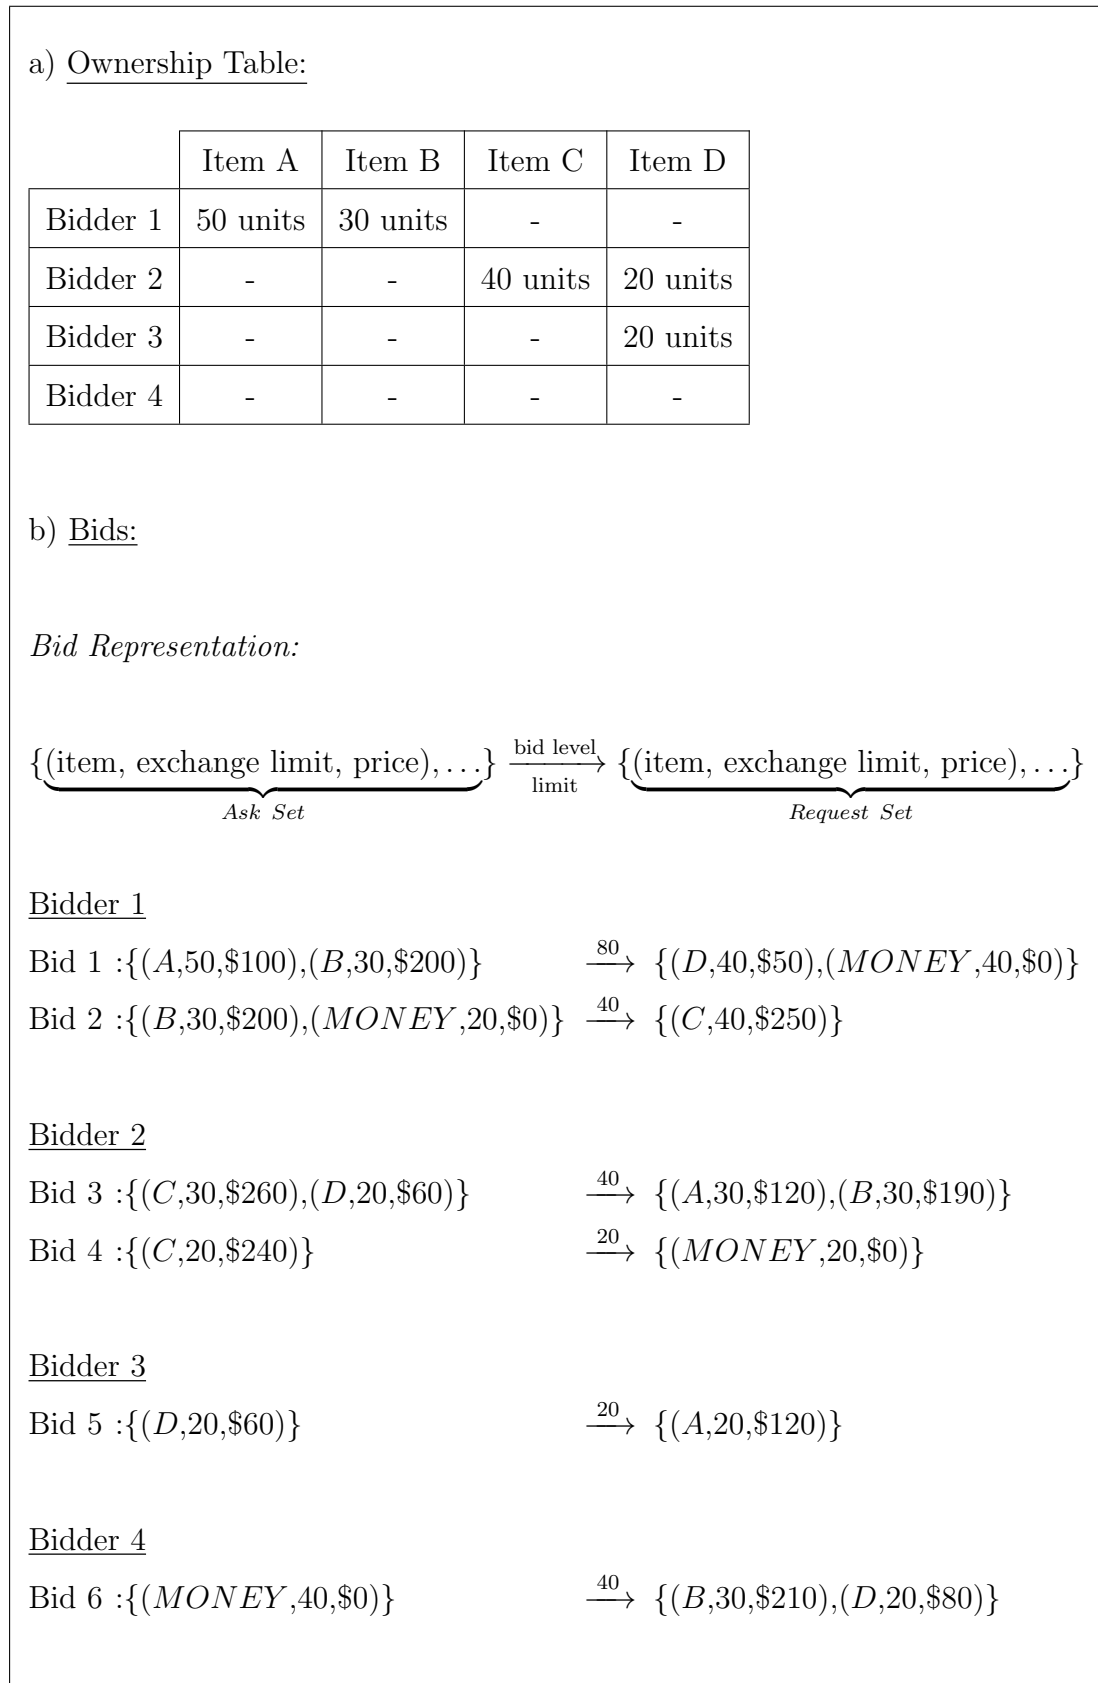 a) Ownership Table:
Item A Item B Item C Item D
Bidder 1 50 units 30 units - -
Bidder 2 - - 40 units 20 units
Bidder 3 - - - 20 units
Bidder 4 - - - -
b) Bids:
Bid Representation:
{(item, exchange limit, price),...} bid level limit → {(item, exchange limit, price),...}
Ask Set Request Set
Bidder 1
Bid 1 :{(A,50,$100),(B,30,$200)} 80 → {(D,40,$50),(MONEY,40,$0)}
Bid 2 :{(B,30,$200),(MONEY,20,$0)} 40 → {(C,40,$250)}
Bidder 2
Bid 3 :{(C,30,$260),(D,20,$60)} 40 → {(A,30,$120),(B,30,$190)}
Bid 4 :{(C,20,$240)} 20 → {(MONEY,20,$0)}
Bidder 3
Bid 5 :{(D,20,$60)} 20 → {(A,20,$120)}
Bidder 4
Bid 6 :{(MONEY,40,$0)} 40 → {(B,30,$210),(D,20,$80)}